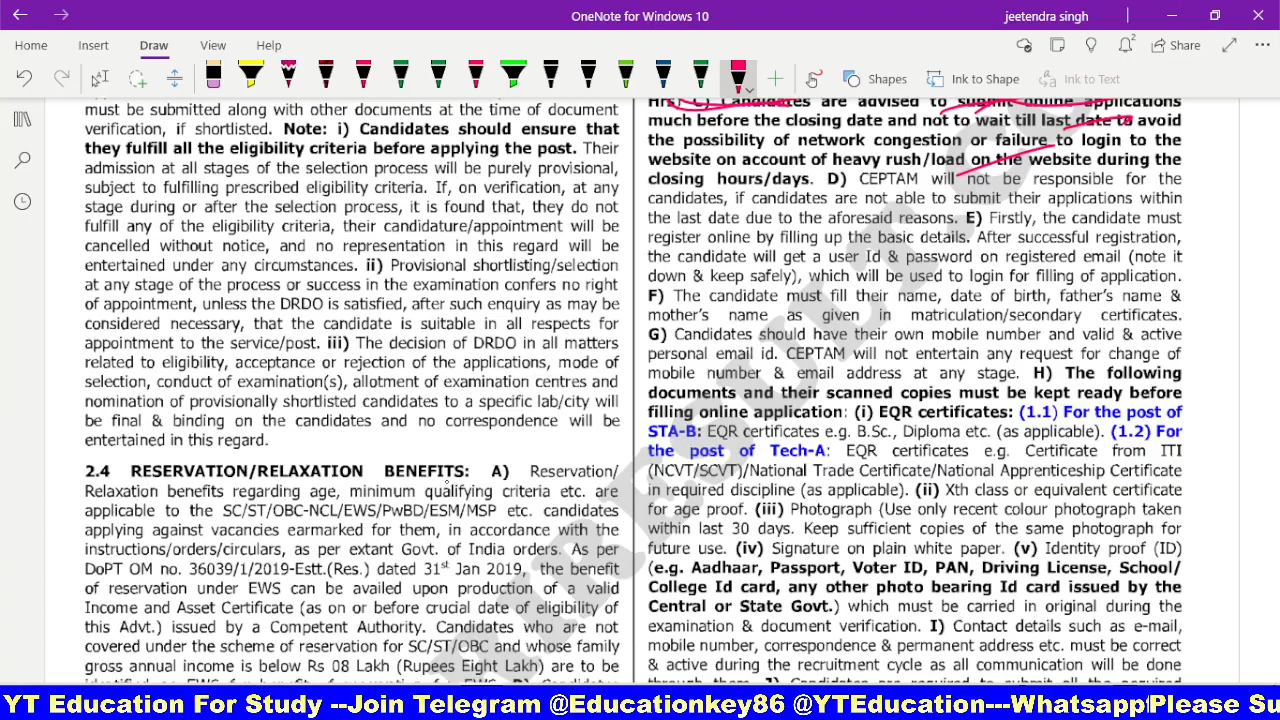 OneNote for Windows 10
jeetendra singh
Home Insert Draw View Help
Share
Shapes
Ink to Shape
Ink to Text
must be submitted along with other documents at the time of document
verification, if shortlisted. Note: i) Candidates should ensure that
they fulfill all the eligibility criteria before applying the post. Their
admission at all stages of the selection process will be purely provisional,
subject to fulfilling prescribed eligibility criteria. If, on verification, at any
stage during or after the selection process, it is found that, they do not
fulfill any of the eligibility criteria, their candidature/appointment will be
cancelled without notice, and no representation in this regard will be
entertained under any circumstances. ii) Provisional shortlisting/selection
at any stage of the process or success in the examination confers no right
of appointment, unless the DRDO is satisfied, after such enquiry as may be
considered necessary, that the candidate is suitable in all respects for
appointment to the service/post. iii) The decision of DRDO in all matters
related to eligibility, acceptance or rejection of the applications, mode of
selection, conduct of examination(s), allotment of examination centres and
nomination of provisionally shortlisted candidates to a specific lab/city will
be final & binding on the candidates and no correspondence will be
entertained in this regard.
2.4 RESERVATION/RELAXATION BENEFITS: A) Reservation/
Relaxation benefits regarding age, minimum qualifying criteria etc. are
applicable to the SC/ST/OBC-NCL/EWS/PwBD/ESM/MSP etc. candidates
applying against vacancies earmarked for them, in accordance with the
instructions/orders/circulars, as per extant Govt. of India orders. As per
DoPT OM no. 36039/1/2019-Estt.(Res.) dated 31st Jan 2019, the benefit
of reservation under EWS can be availed upon production of a valid
Income and Asset Certificate (as on or before crucial date of eligibility of
this Advt.) issued by a Competent Authority. Candidates who are not
covered under the scheme of reservation for SC/ST/OBC and whose family
gross annual income is below Rs 08 Lakh (Rupees Eight Lakh) are to be
Hrs) C) Candidates are advised to submit online applications
much before the closing date and not to wait till last date to avoid
the possibility of network congestion & failure to login to the
website on account of heavy rush/load on the website during the
closing hours/days. D) CEPTAM will not be responsible for the
candidates, if candidates are not able to submit their applications within
the last date due to the aforesaid reasons. E) Firstly, the candidate must
register online by filling up the basic details. After successful registration,
the candidate will get a user Id & password on registered email (note it
down & keep safely), which will be used to login for filling of application.
F) The candidate must fill their name, date of birth, father's name &
mother's name as given in matriculation/secondary certificates.
G) Candidates should have their own mobile number and valid & active
personal email id. CEPTAM will not entertain any request for change of
mobile number & email address at any stage. H) The following
documents and their scanned copies must be kept ready before
filling online application: (i) EQR certificates: (1.1) For the post of
STA-B: EQR certificates e.g. B.Sc., Diploma etc. (as applicable). (1.2) For
the post of Tech-A: EQR certificates e.g. Certificate from ITI
(NCVT/SCVT)/National Trade Certificate/National Apprenticeship Certificate
in required discipline (as applicable). (ii) Xth class or equivalent certificate
for age proof. (iii) Photograph (Use only recent colour photograph taken
within last 30 days. Keep sufficient copies of the same photograph for
future use. (iv) Signature on plain white paper. (v) Identity proof (ID)
(e.g. Aadhaar, Passport, Voter ID, PAN, Driving License, School/
College Id card, any other photo bearing Id card issued by the
Central or State Govt.) which must be carried in original during the
examination & document verification. I) Contact details such as e-mail,
mobile number, correspondence & permanent address etc. must be correct
& active during the recruitment cycle as all communication will be done
through them. J) Candidates are required to submit all the required
YT Education For Study --Join Telegram @Educationkey86 @YTEducation---Whatsapp Please Su